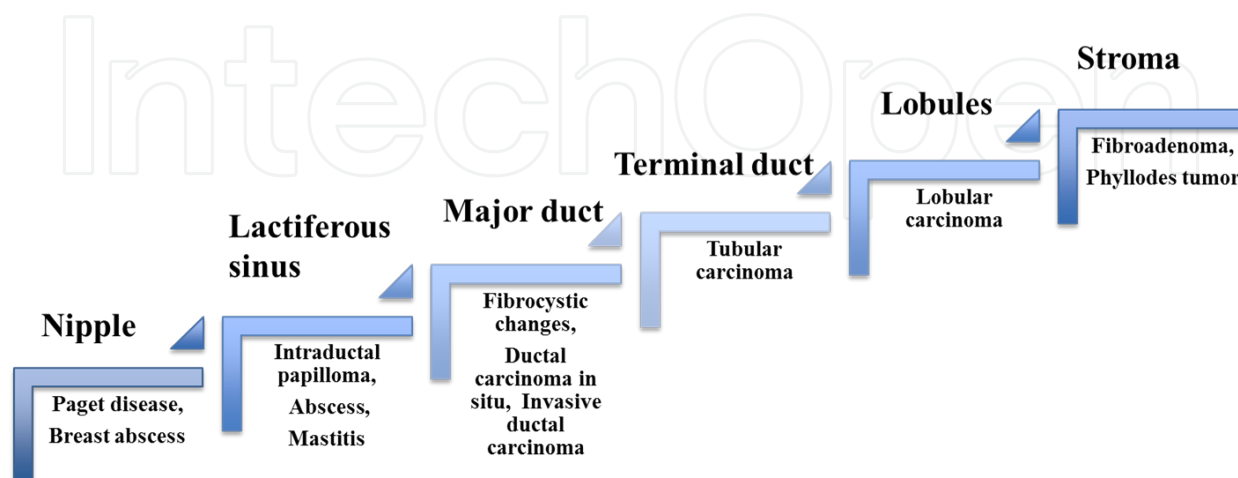 IntechOpen
Nipple
Paget disease,
Breast abscess
Lactiferous
sinus
Intraductal
papilloma,
Abscess,
Mastitis
Major duct
Fibrocystic
changes,
Ductal
carcinoma in
situ, Invasive
ductal
carcinoma
Terminal duct
Tubular
carcinoma
Lobules
Lobular
carcinoma
Stroma
Fibroadenoma,
Phyllodes tumor